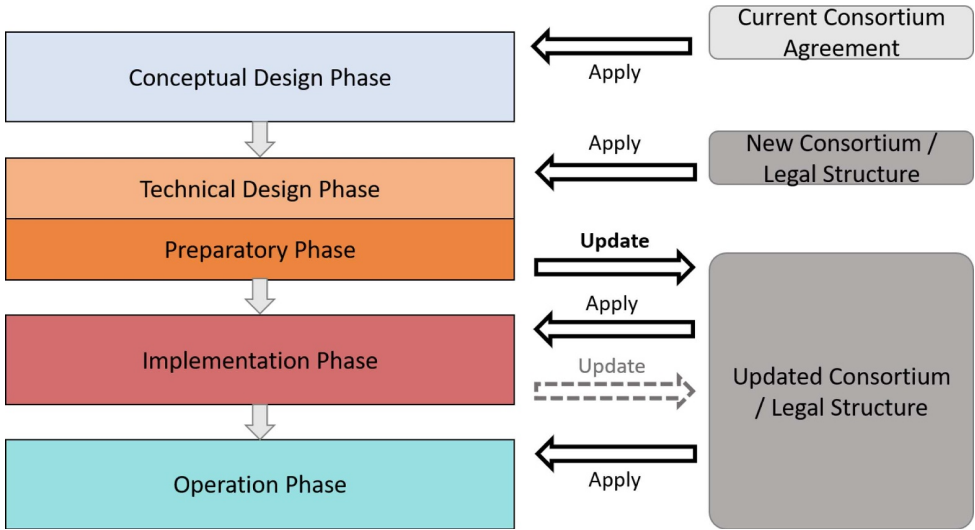 Current Consortium
Agreement
Conceptual Design Phase
Apply
Apply
New Consortium /
Legal Structure
Technical Design Phase
Preparatory Phase
Update
Apply
Implementation Phase
Update
Updated Consortium
/ Legal Structure
Operation Phase
Apply